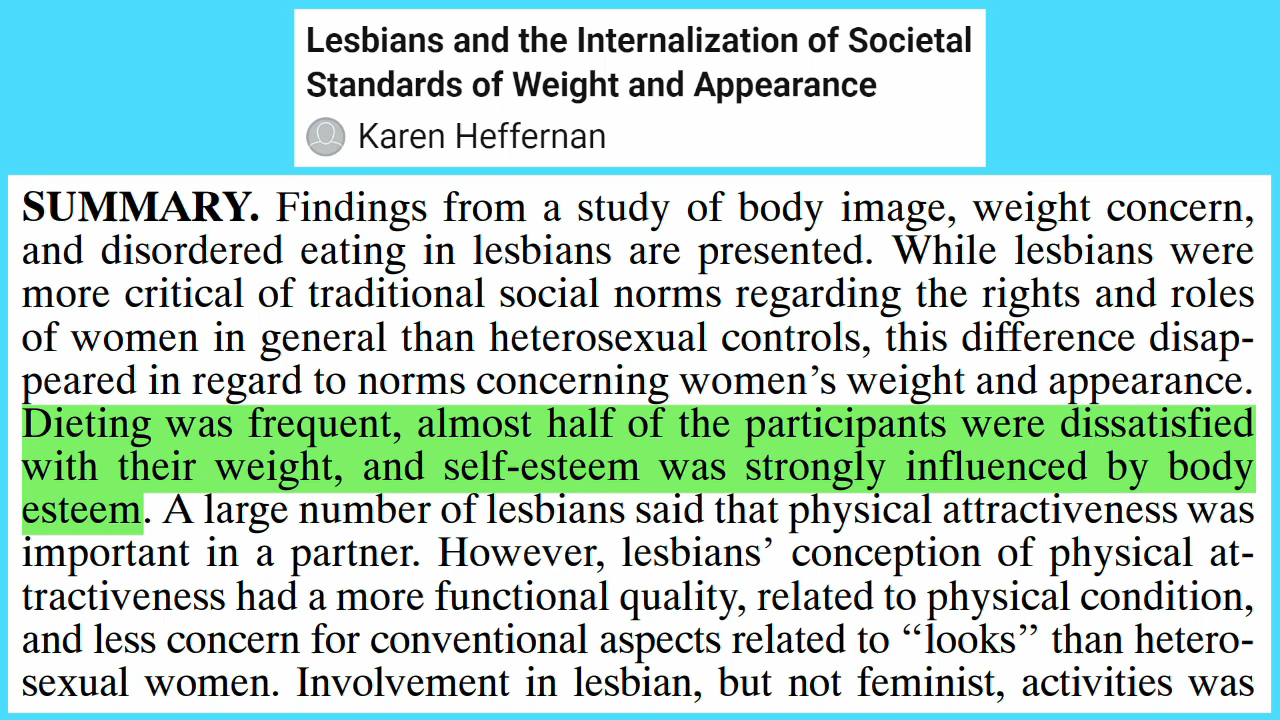 Lesbians and the Internalization of Societal
Standards of Weight and Appearance
Karen Heffernan
SUMMARY. Findings from a study of body image, weight concern,
and disordered eating in lesbians are presented. While lesbians were
more critical of traditional social norms regarding the rights and roles
of women in general than heterosexual controls, this difference disap-
peared in regard to norms concerning women’s weight and appearance.
Dieting was frequent, almost half of the participants were dissatisfied
with their weight, and self-esteem was strongly influenced by body
esteem. A large number of lesbians said that physical attractiveness was
important in a partner. However, lesbians’ conception of physical at-
tractiveness had a more functional quality, related to physical condition,
and less concern for conventional aspects related to “looks” than hetero-
sexual women. Involvement in lesbian, but not feminist, activities was